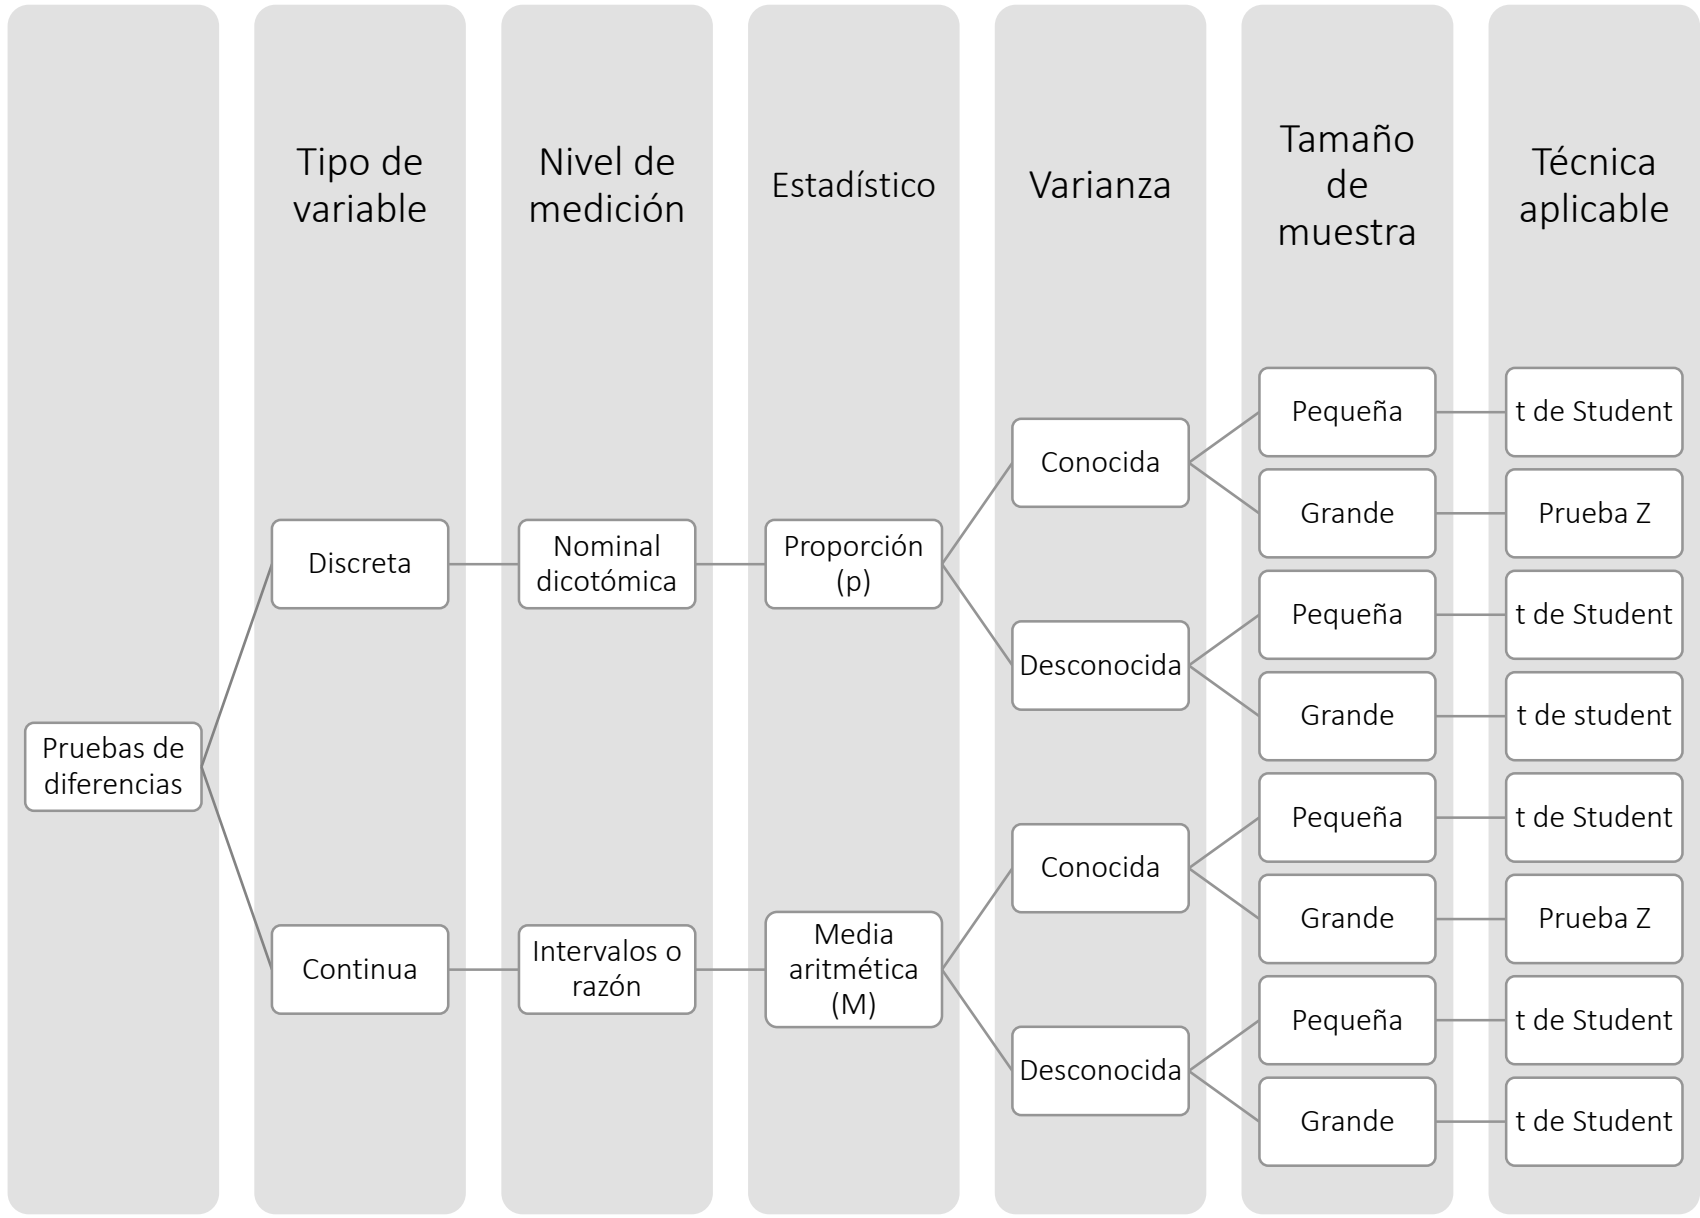 Tipo de
variable
Nivel de
medición
Estadístico
Varianza
Tamaño
de
muestra
Técnica
aplicable
Pruebas de
diferencias
Discreta
Nominal
dicotómica
Proporción
(p)
Conocida
Pequeña
t de Student
Grande
Prueba Z
Desconocida
Pequeña
t de Student
Grande
t de student
Continua
Intervalos o
razón
Media
aritmética
(M)
Conocida
Pequeña
t de Student
Grande
Prueba Z
Desconocida
Pequeña
t de Student
Grande
t de Student